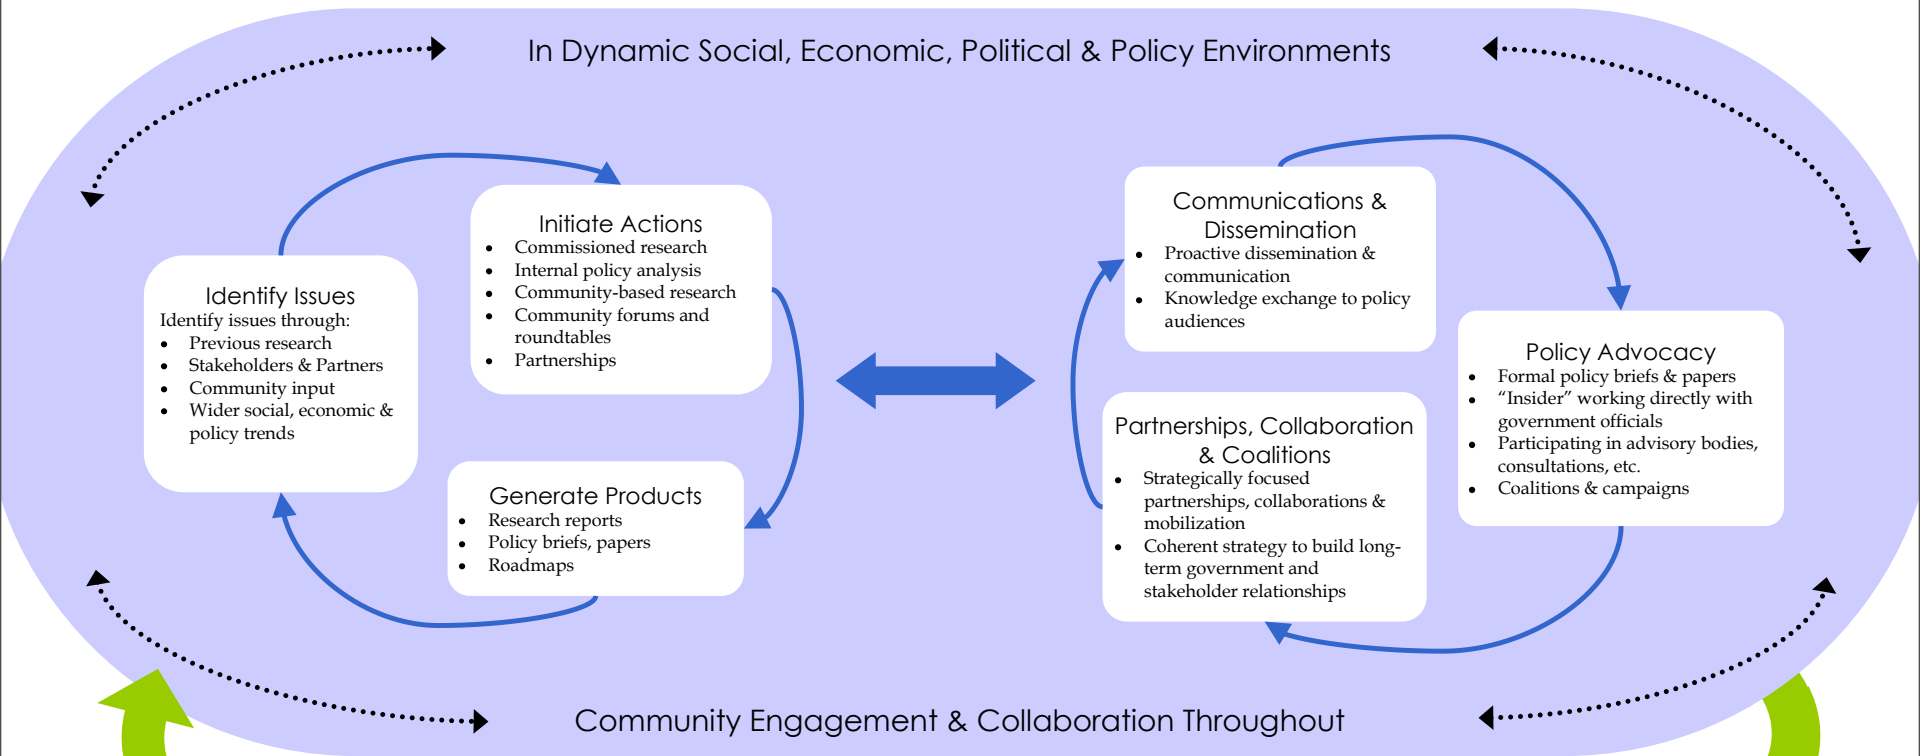 In Dynamic Social, Economic, Political & Policy Environments
Identify Issues
Identify issues through:
• Previous research
• Stakeholders & Partners
• Community input
• Wider social, economic &
policy trends
Initiate Actions
• Commissioned research
• Internal policy analysis
• Community-based research
• Community forums and
roundtables
• Partnerships
Generate Products
• Research reports
• Policy briefs, papers
• Roadmaps
Communications &
Dissemination
• Proactive dissemination &
communication
• Knowledge exchange to policy
audiences
Policy Advocacy
• Formal policy briefs & papers
• “Insider” working directly with
government officials
• Participating in advisory bodies,
consultations, etc.
• Coalitions & campaigns
Partnerships, Collaboration
& Coalitions
• Strategically focused
partnerships, collaborations &
mobilization
• Coherent strategy to build long-
term government and
stakeholder relationships
Community Engagement & Collaboration Throughout